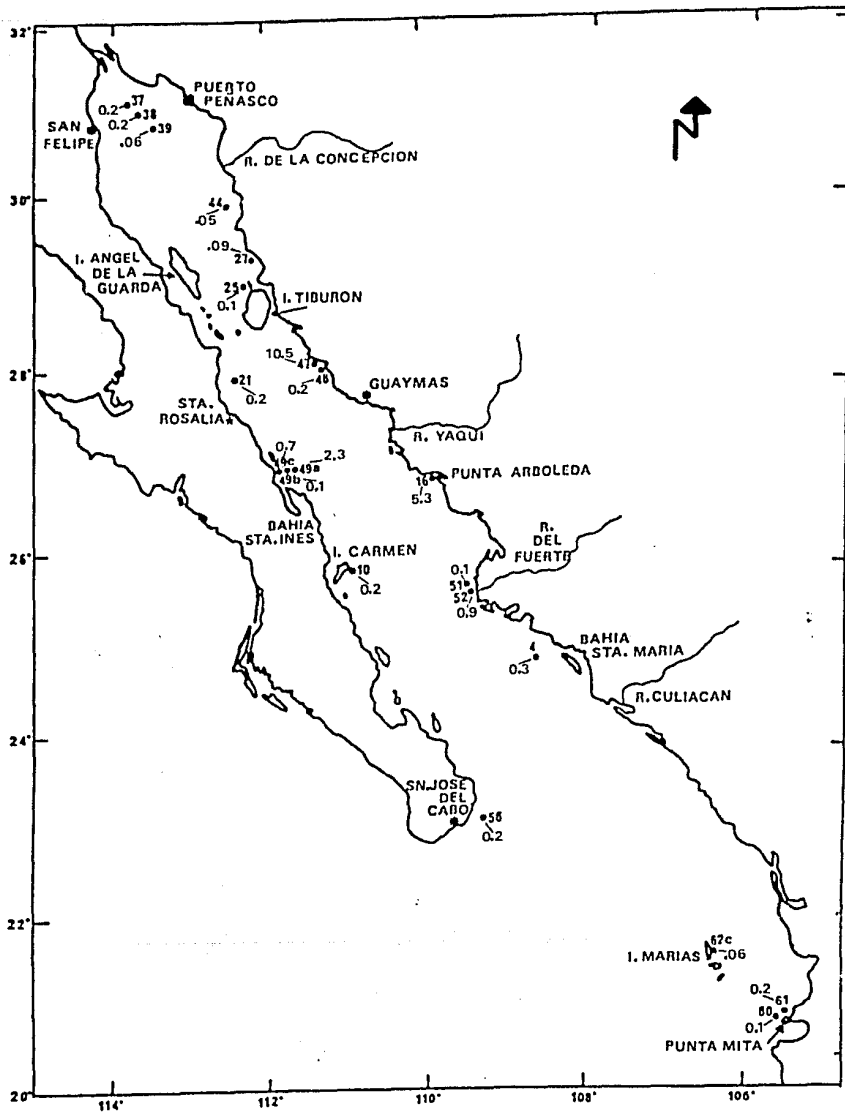 32°
PUERTO
PEÑASCO
37
0.2
38
0.2
39
.06
SAN
FELIPE
R. DE LA CONCEPCION
30°
44
.05
.09
27
I. ANGEL
DE LA
GUARDA
25
0.1
I. TIBURON
10.5
47
48
0.2
28°
GUAYMAS
21
0.2
STA.
ROSALIA
R. YAQUI
0.7
2.3
49c
49a
49b
0.1
16
PUNTA ARBOLEDA
5.3
BAHIA
STA. INES
R.
DEL
FUERTE
26°
I. CARMEN
10
0.2
0.1
51
52
0.9
BAHIA
STA. MARIA
4
0.3
R. CULIACAN
24°
SN. JOSE
DEL
CABO
56
0.2
22°
62c
.06
I. MARIAS
0.2
61
60
0.1
PUNTA MITA
20°
114°
112°
110°
108°
106°
N